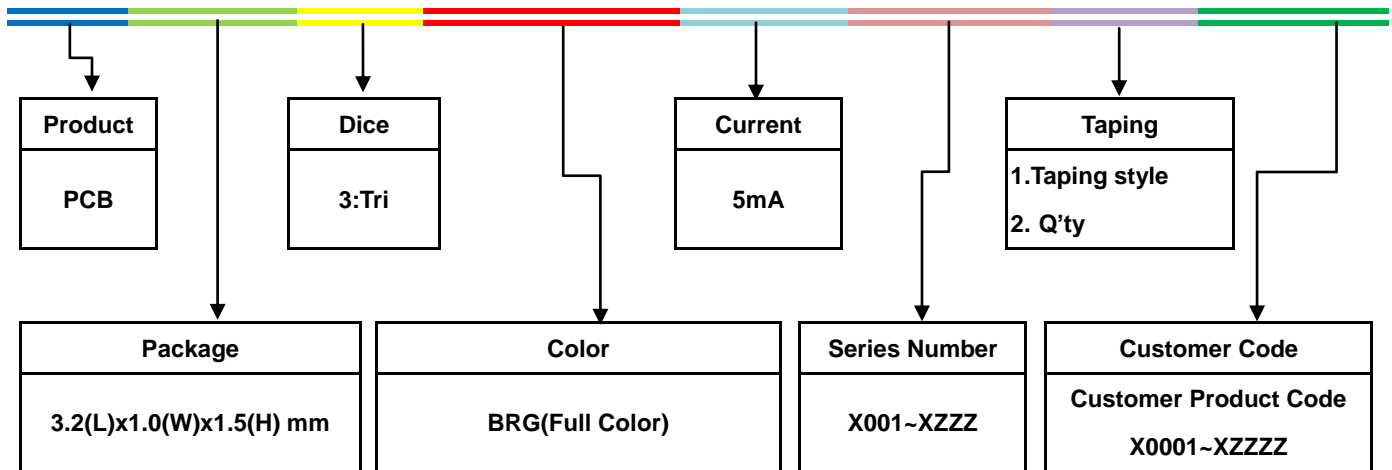 Product
PCB
Dice
3:Tri
Current
5mA
Taping
1.Taping style
2. Q’ty
Package
3.2(L)x1.0(W)x1.5(H) mm
Color
BRG(Full Color)
Series Number
X001~XZZZ
Customer Code
Customer Product Code
X0001~XZZZZ